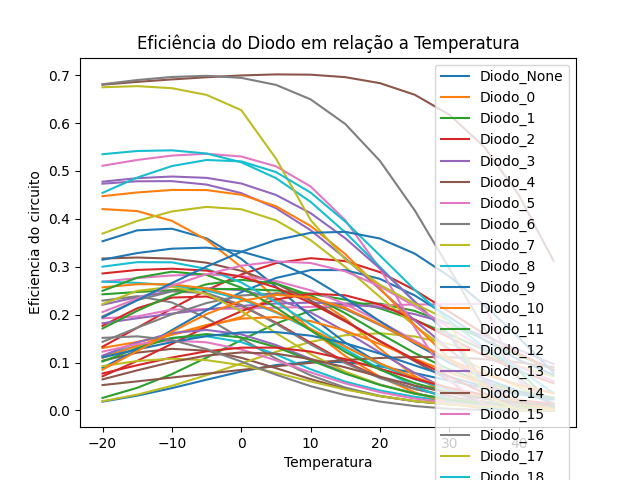 Eficiência do Diodo em relação a Temperatura
Eficiencia do circuito
0.7
0.6
0.5
0.4
0.3
0.2
0.1
0.0
−20
−10
0
10
20
30
40
Temperatura
Diodo_None
Diodo_0
Diodo_1
Diodo_2
Diodo_3
Diodo_4
Diodo_5
Diodo_6
Diodo_7
Diodo_8
Diodo_9
Diodo_10
Diodo_11
Diodo_12
Diodo_13
Diodo_14
Diodo_15
Diodo_16
Diodo_17
Diodo_18